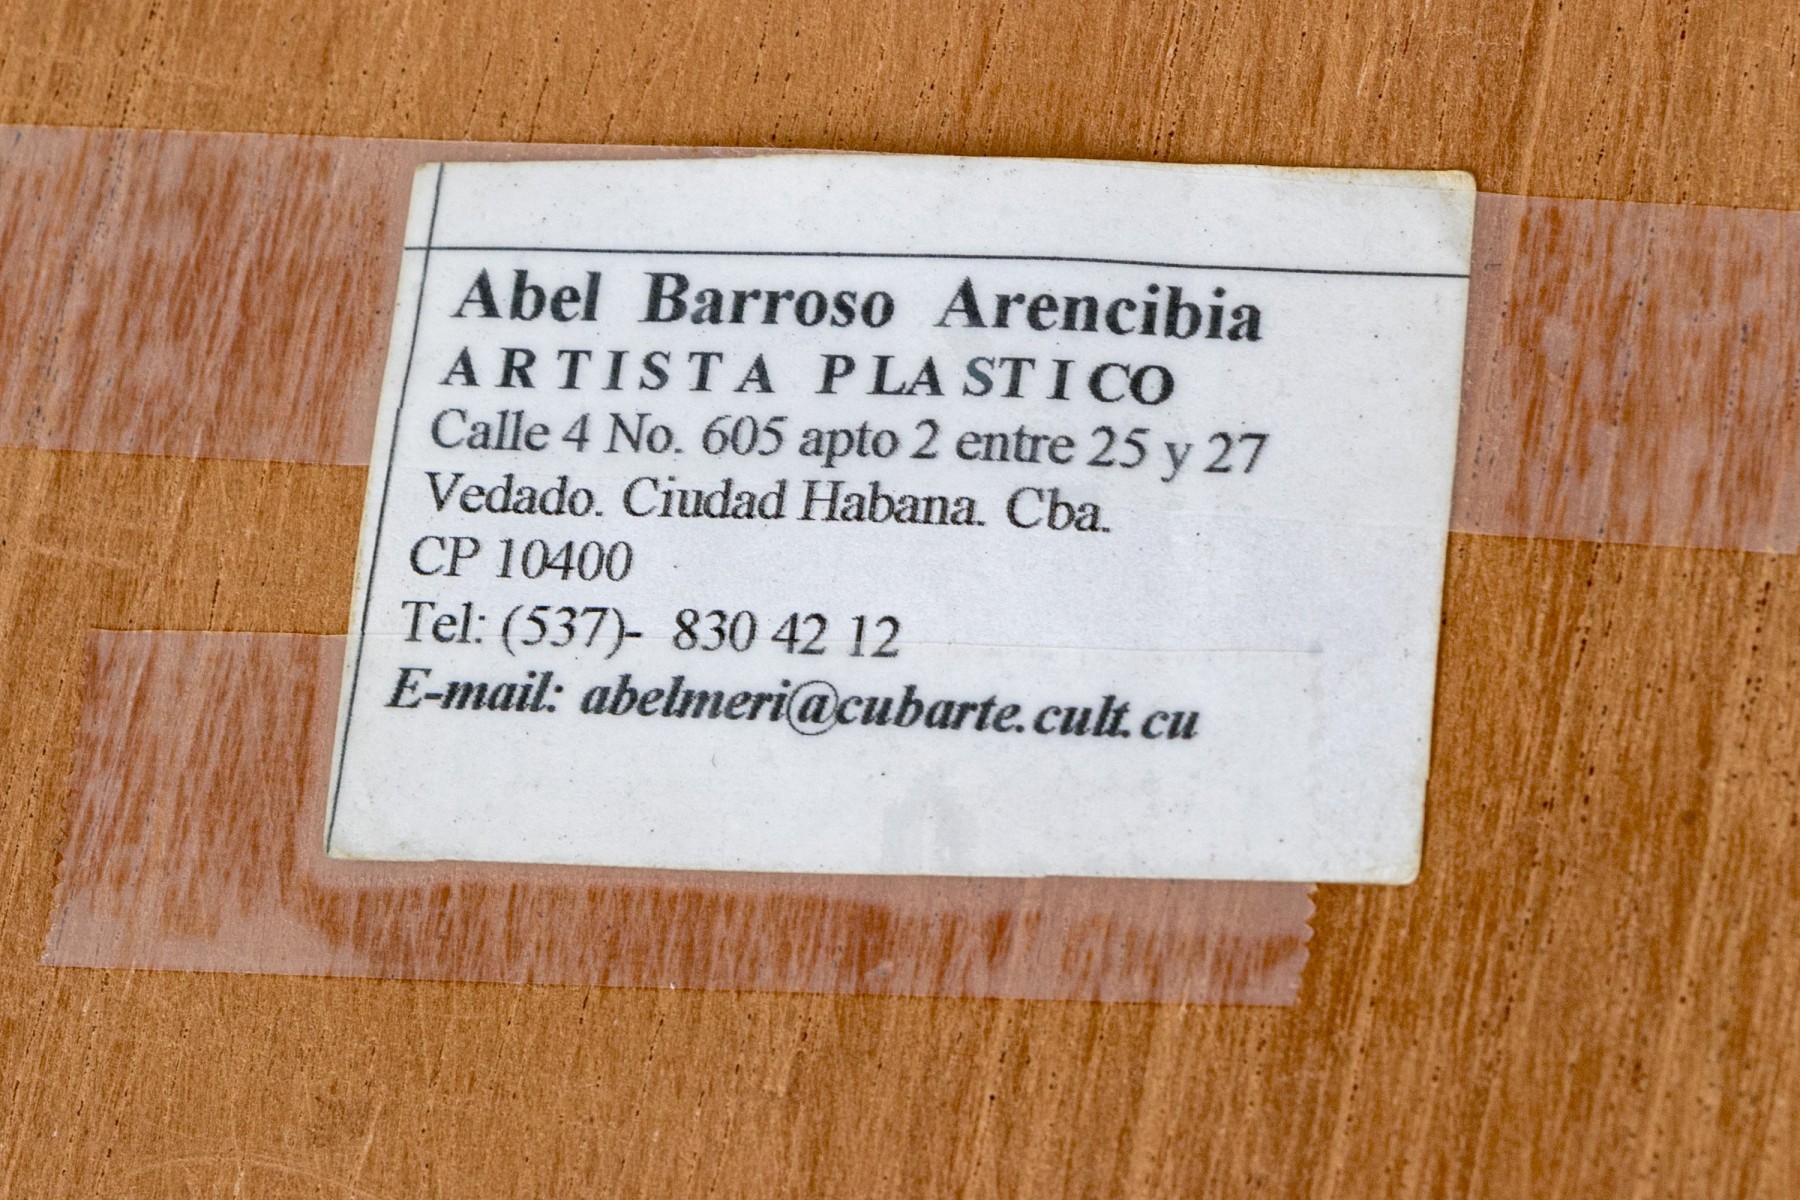 Abel Barroso Arencibia
ARTISTA PLASTICO
Calle 4 No. 605 apto 2 entre 25 y 27
Vedado. Ciudad Habana. Cba.
CP 10400
Tel: (537)- 830 42 12
E-mail: abelmeri@cubarte.cult.cu